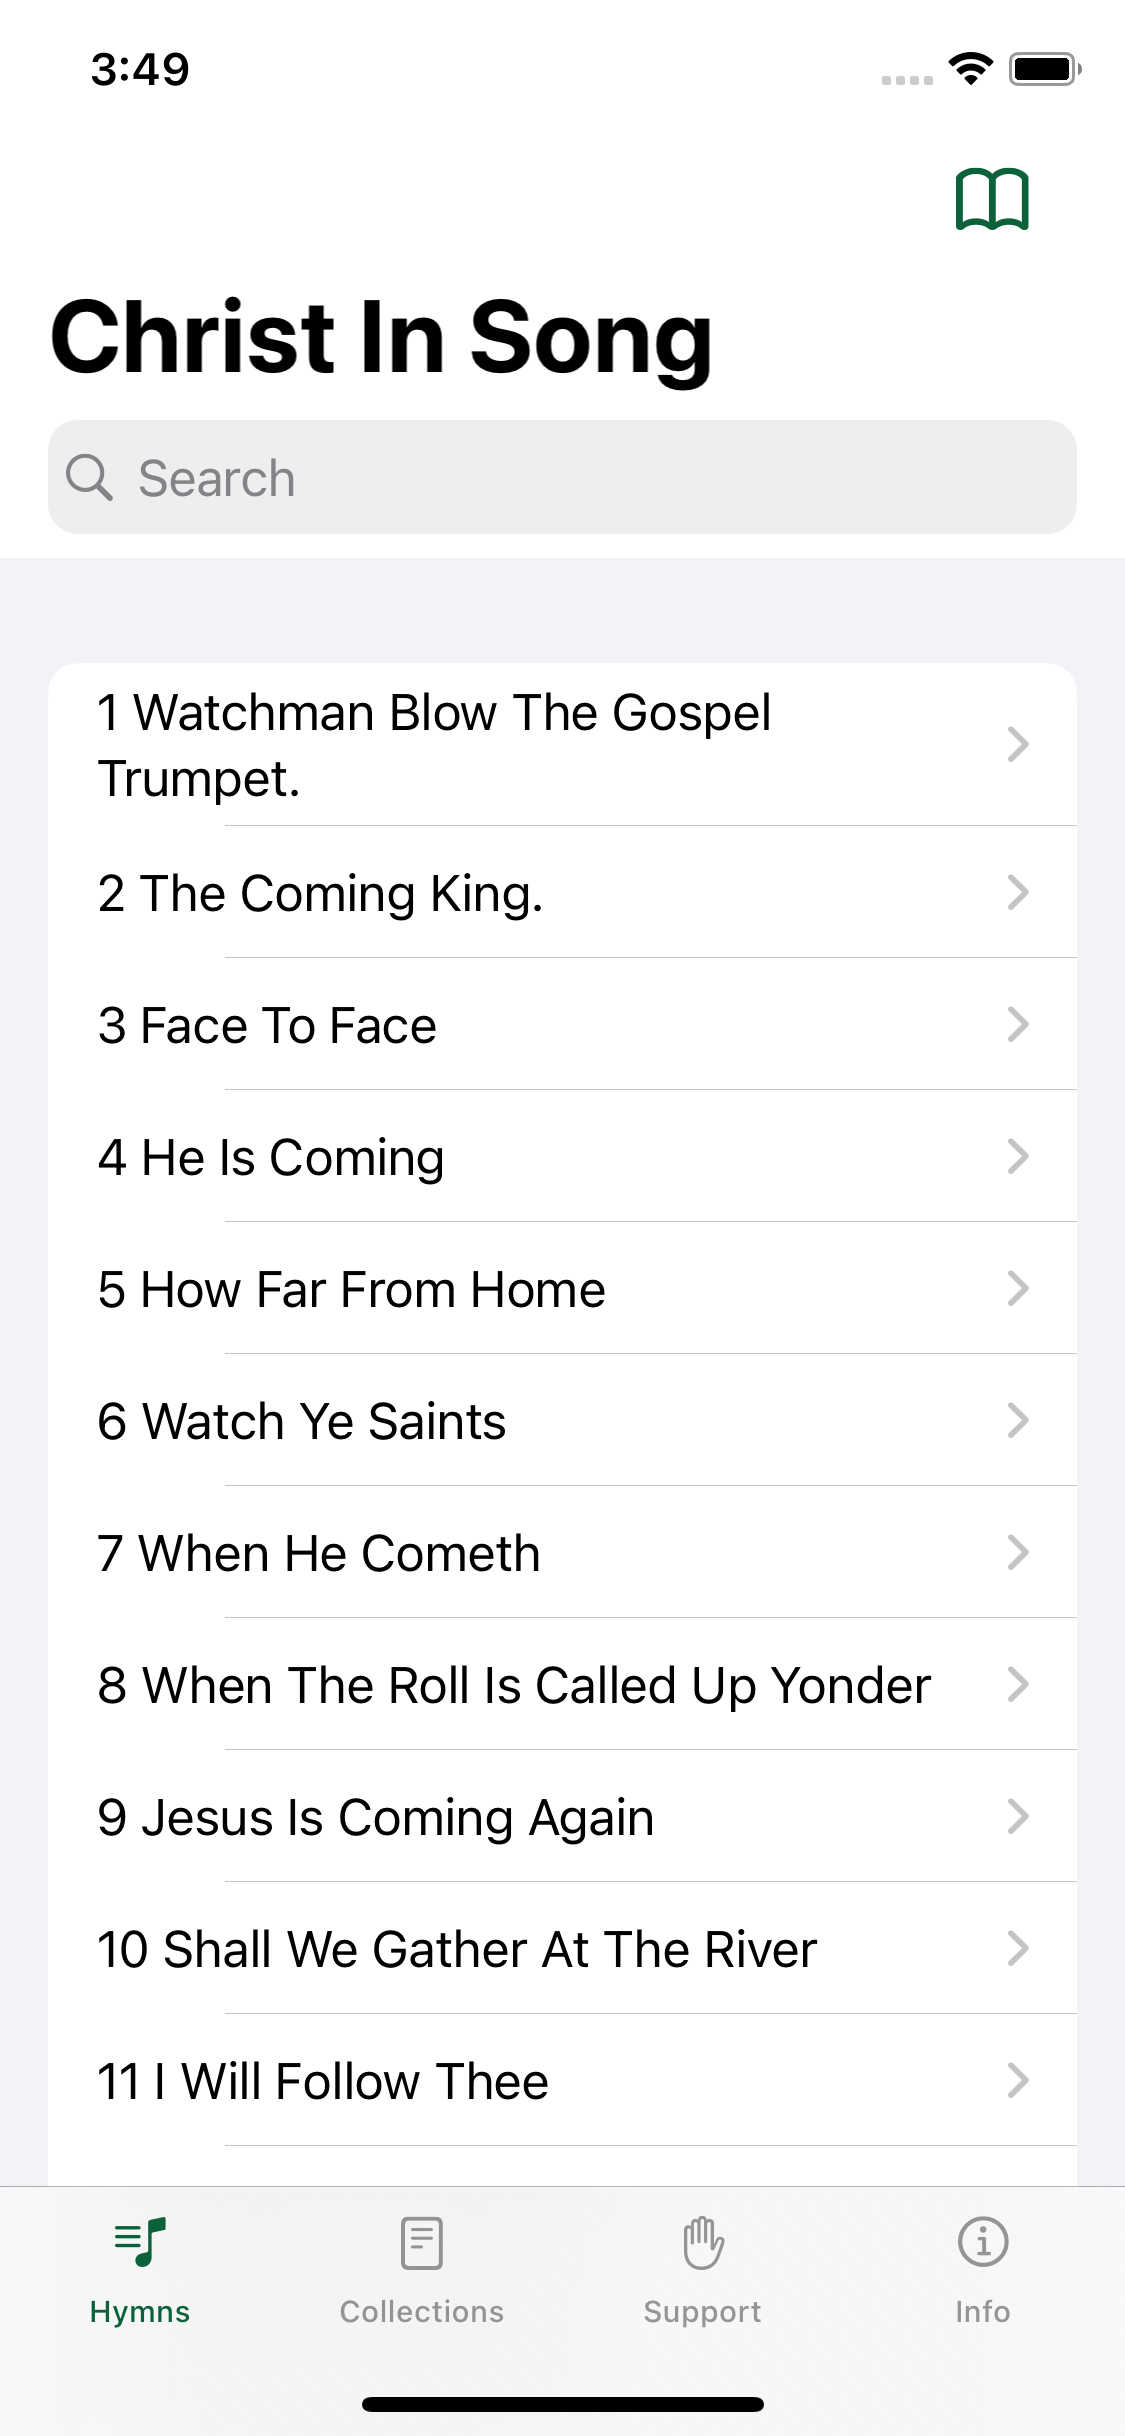 3:49
Christ In Song
Search
1 Watchman Blow The Gospel
Trumpet.
2 The Coming King.
3 Face To Face
4 He Is Coming
5 How Far From Home
6 Watch Ye Saints
7 When He Cometh
8 When The Roll Is Called Up Yonder
9 Jesus Is Coming Again
10 Shall We Gather At The River
11 I Will Follow Thee
Hymns
Collections
Support
Info